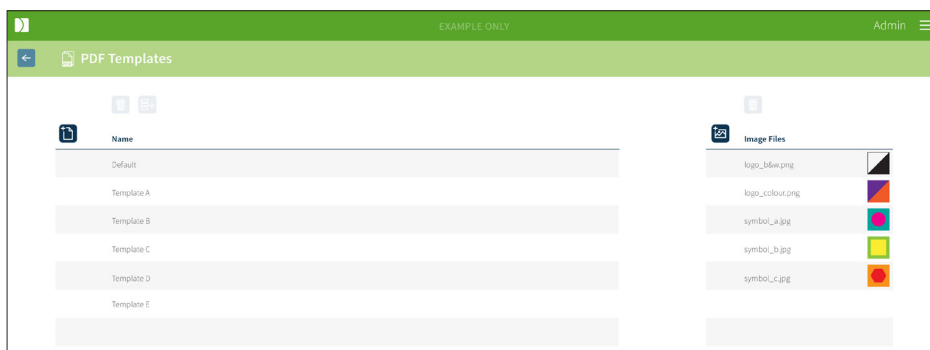 EXAMPLE ONLY
Admin
PDF Templates
Name
Default
Template A
Template B
Template C
Template D
Template E
Image Files
logo_b&w.png
logo_colour.png
symbol_a.jpg
symbol_b.jpg
symbol_c.jpg